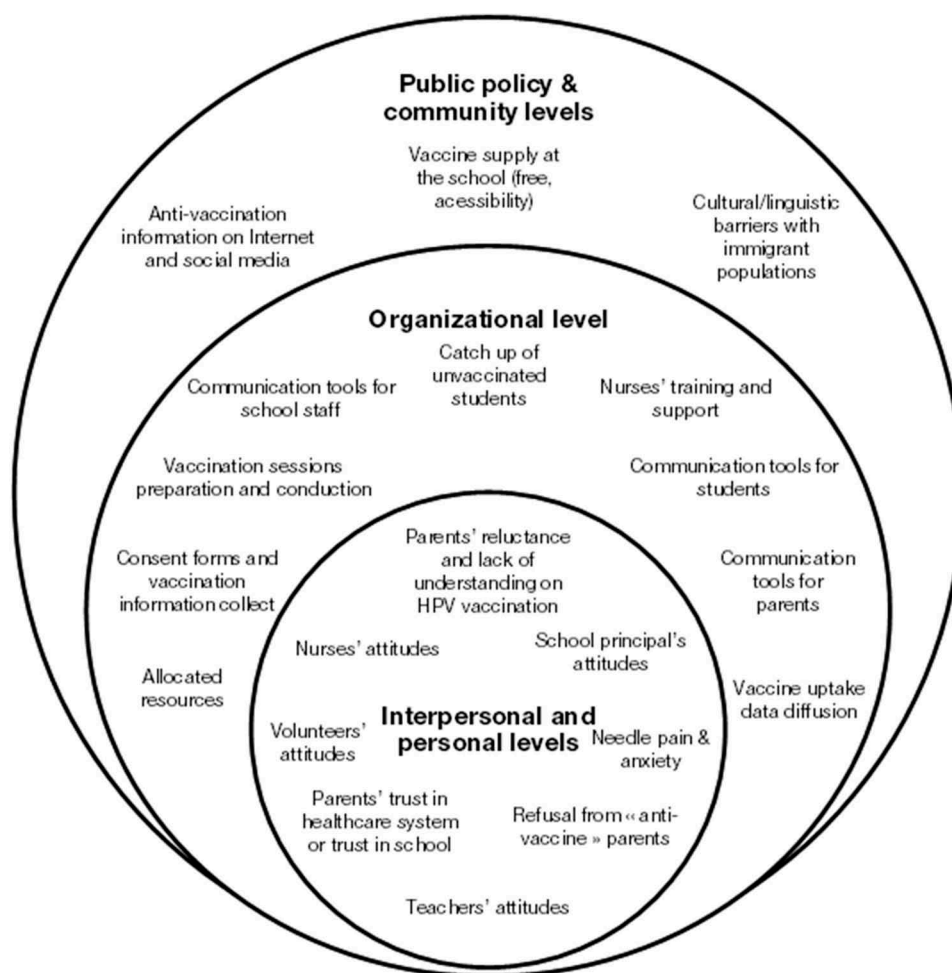 Public policy &
community levels
Vaccine supply at
the school (free,
acessibility)
Anti-vaccination
information on Internet
and social media
Cultural/linguistic
barriers with
immigrant
populations
Organizational level
Catch up of
unvaccinated
students
Communication tools for
school staff
Nurses' training and
support
Vaccination sessions
preparation and conduction
Communication tools for
students
Parents' reluctance
and lack of
understanding on
HPV vaccination
Consent forms and
vaccination
information collect
Communication
tools for
parents
Nurses' attitudes
School principal's
attitudes
Allocated
resources
Vaccine uptake
data diffusion
Interpersonal and
personal levels
Volunteers'
attitudes
Needle pain &
anxiety
Parents' trust in
healthcare system
or trust in school
Refusal from « anti-
vaccine » parents
Teachers' attitudes